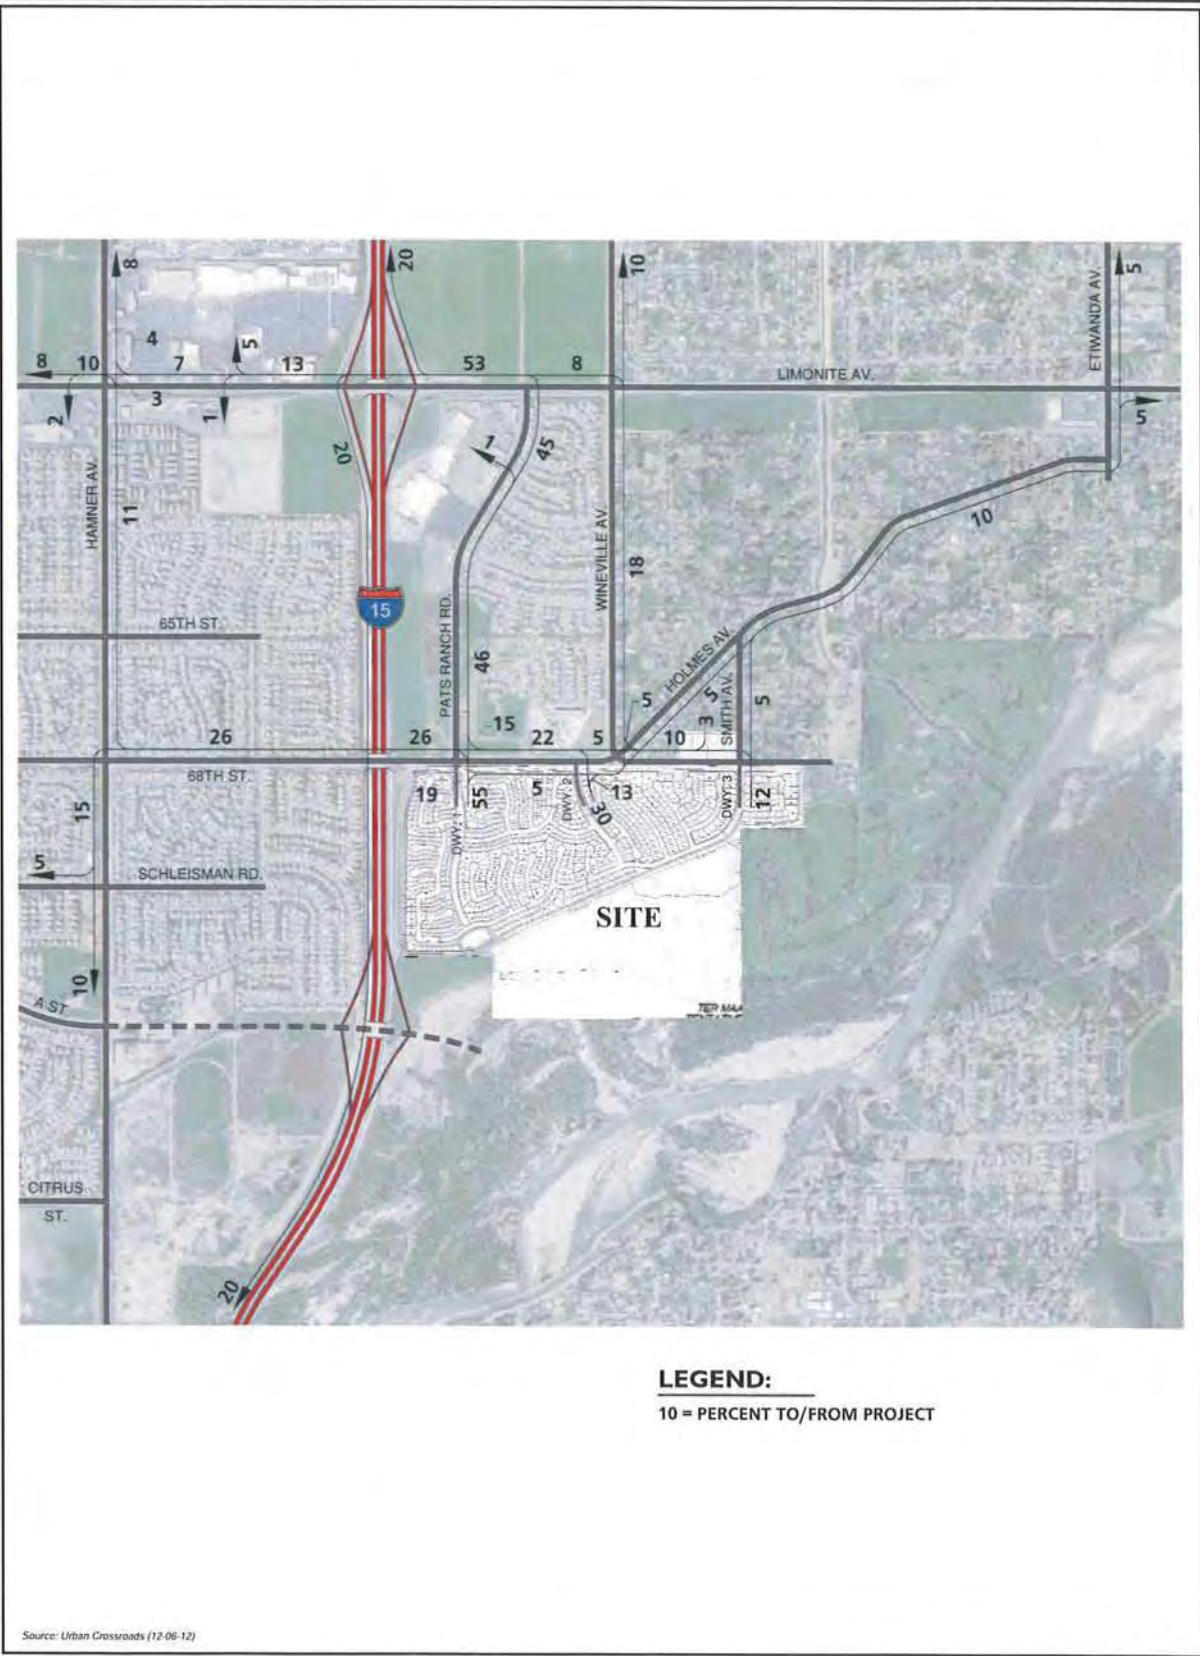 8
20
10
5
ETIWANDA AV.
4
5
8
10
7
13
53
8
LIMONITE AV.
2
3
1
5
20
1
45
HAMNER AV.
11
WINEVILLE AV.
18
10
15
65TH ST.
PATS RANCH RD.
46
HOLMES AV.
5
5
3
SMITH AV.
5
15
26
26
22
5
10
68TH ST.
15
19
55
5
DWY. 2
30
13
DWY. 3
12
DWY. 1
5
SCHLEISMAN RD.
SITE
10
A ST.
TER MAA
CITRUS
ST.
20
LEGEND:
10 = PERCENT TO/FROM PROJECT
Source: Urban Crossroads (12-06-12)